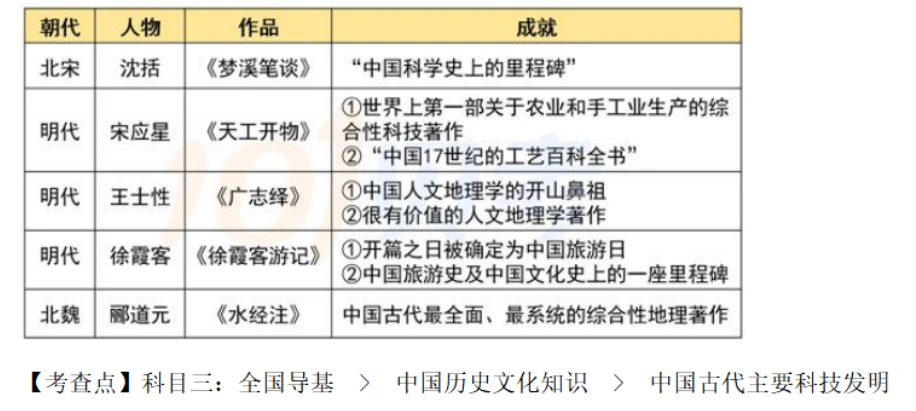 朝代 人物 作品 成就
北宋 沈括 《梦溪笔谈》 “中国科学史上的里程碑”
明代 宋应星 《天工开物》 ①世界上第一部关于农业和手工业生产的综
合性科技著作
②“中国17世纪的工艺百科全书”
明代 王士性 《广志绎》 ①中国人文地理学的开山鼻祖
②很有价值的人文地理学著作
明代 徐霞客 《徐霞客游记》 ①开篇之日被确定为中国旅游日
②中国旅游史及中国文化史上的一座里程碑
北魏 郦道元 《水经注》 中国古代最全面、最系统的综合性地理著作
【考查点】科目三：全国导基 > 中国历史文化知识 > 中国古代主要科技发明